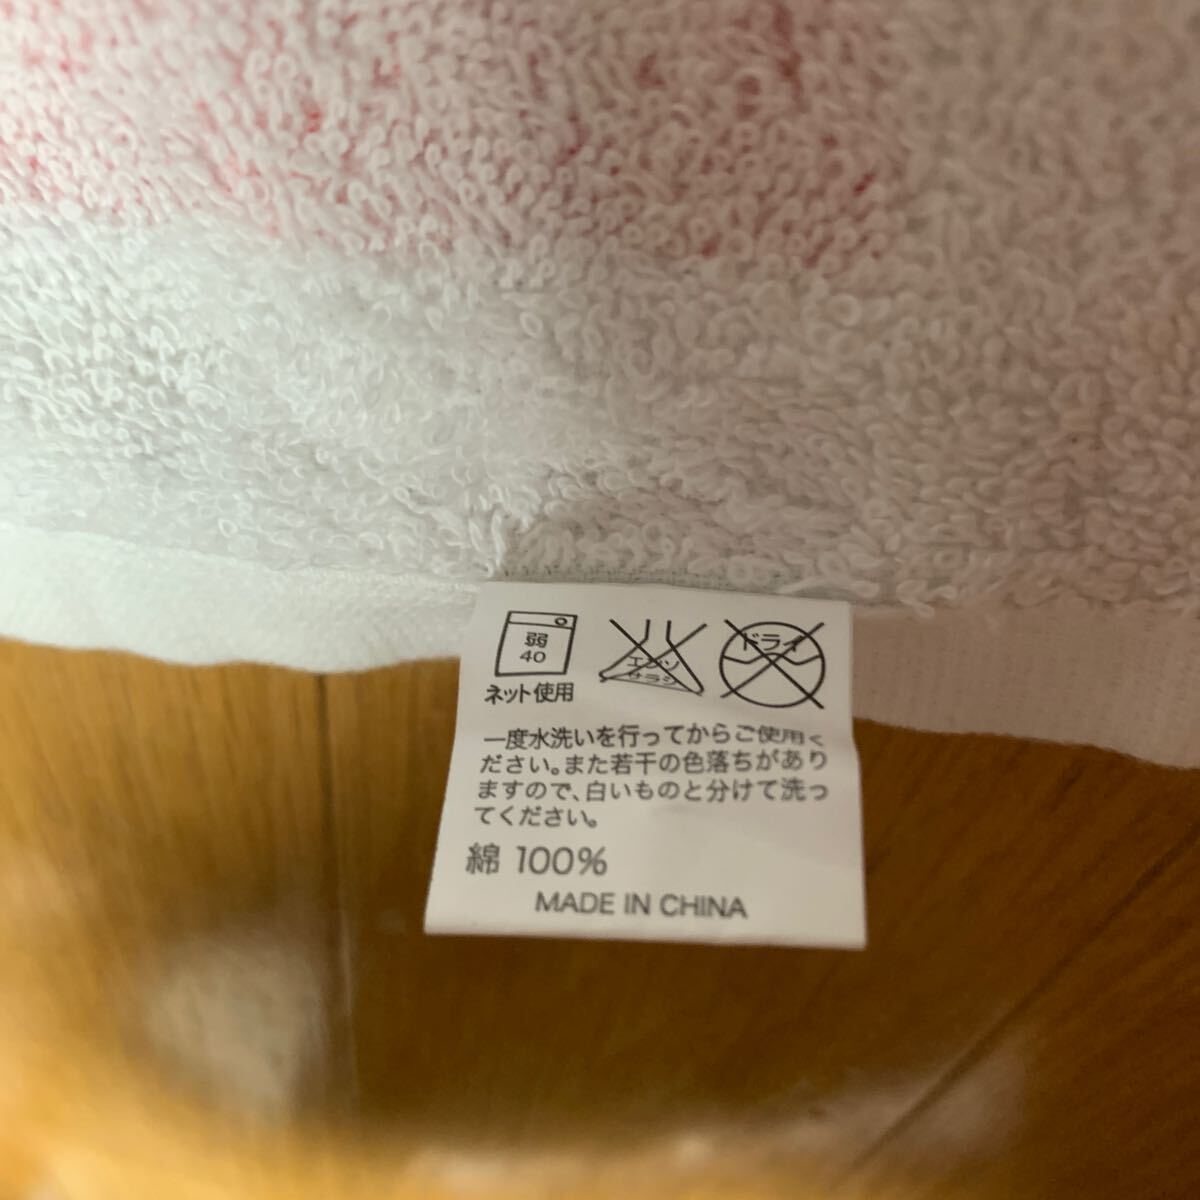 弱
40
ネット使用
エンソ
サラシ
ドライ
一度水洗いを行ってからご使用く
ださい。また若干の色落ちがあり
ますので、白いものと分けて洗っ
てください。
綿 100%
MADE IN CHINA